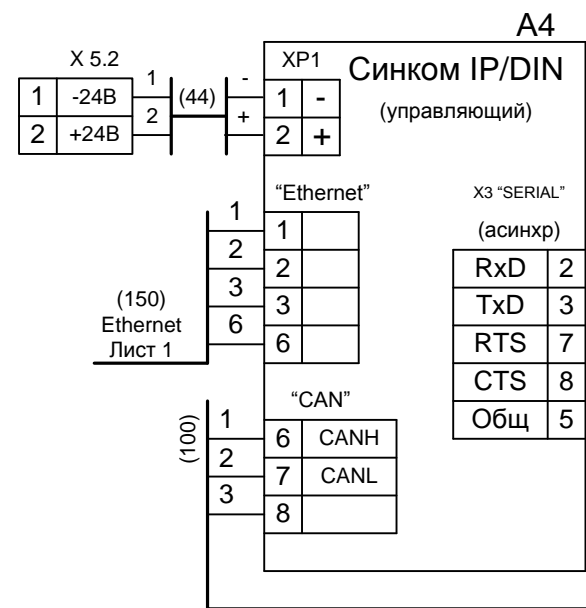 A4
Синком IP/DIN
(управляющий)
X 5.2
1 -24В
2 +24В
1
2
(44)
-
+
XP1
1 -
2 +
"Ethernet"
1 1
2 2
3 3
6 6
(150)
Ethernet
Лист 1
X3 “SERIAL”
(асинхр)
RxD 2
TxD 3
RTS 7
CTS 8
Общ 5
“CAN”
1 6 CANH
2 7 CANL
3 8
(100)